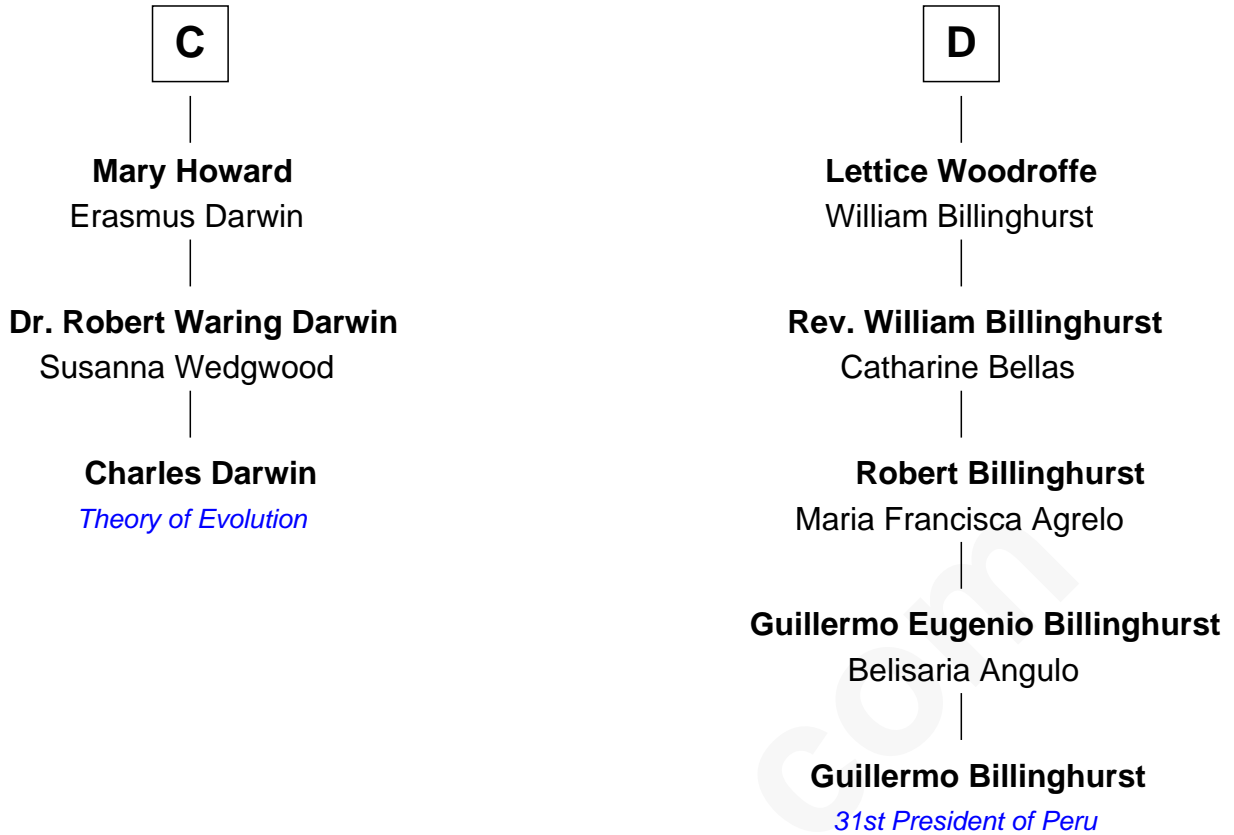 C
Mary Howard
Erasmus Darwin
Dr. Robert Waring Darwin
Susanna Wedgwood
Charles Darwin
Theory of Evolution
D
Lettice Woodroffe
William Billinghurst
Rev. William Billinghurst
Catharine Bellas
Robert Billinghurst
Maria Francisca Agrelo
Guillermo Eugenio Billinghurst
Belisaria Angulo
Guillermo Billinghurst
31st President of Peru
com